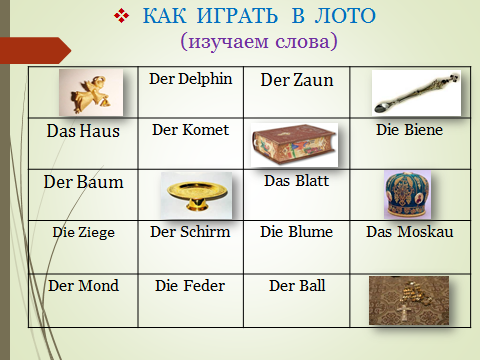 ❖ КАК ИГРАТЬ В ЛОТО
(изучаем слова)
Der Delphin Der Zaun
Das Haus Der Komet Die Biene
Der Baum Das Blatt
Die Ziege Der Schirm Die Blume Das Moskau
Der Mond Die Feder Der Ball